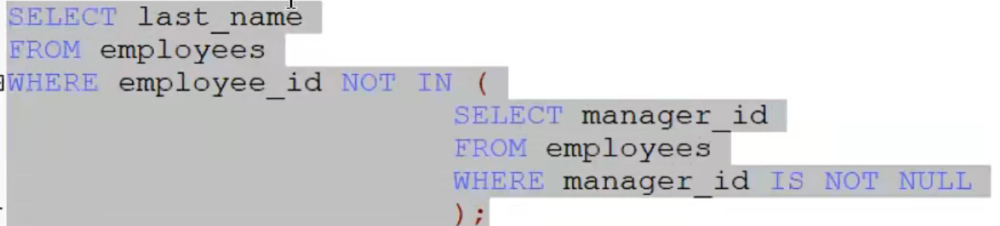 SELECT last_name
FROM employees
WHERE employee_id NOT IN (
SELECT manager_id
FROM employees
WHERE manager_id IS NOT NULL
);